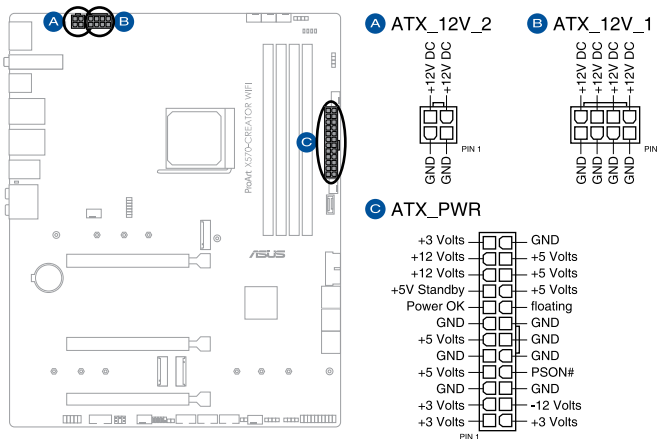 A B
A ATX_12V_2
B ATX_12V_1
+12V DC
+12V DC
+12V DC
+12V DC
+12V DC
+12V DC
PIN 1
PIN
GND
GND
GND
GND
GND
GND
C
ProArt X570-CREATOR WIFI
ASUS
C ATX_PWR
+3 Volts GND
+12 Volts +5 Volts
+12 Volts +5 Volts
+5V Standby +5 Volts
Power OK floating
GND GND
+5 Volts GND
GND GND
+5 Volts PSON#
GND GND
+3 Volts -12 Volts
+3 Volts +3 Volts
PIN 1